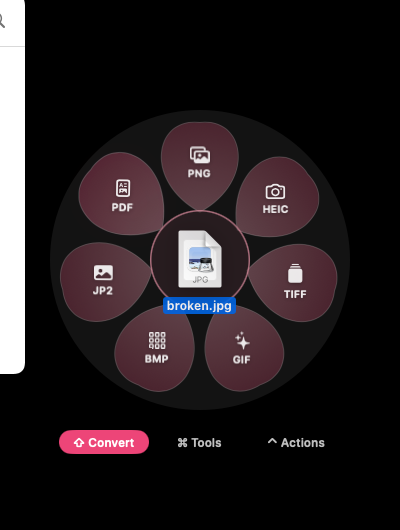 PNG
PDF
HEIC
JPG
broken.jpg
JP2
TIFF
BMP
GIF
⇧ Convert
⌘ Tools
⌃ Actions